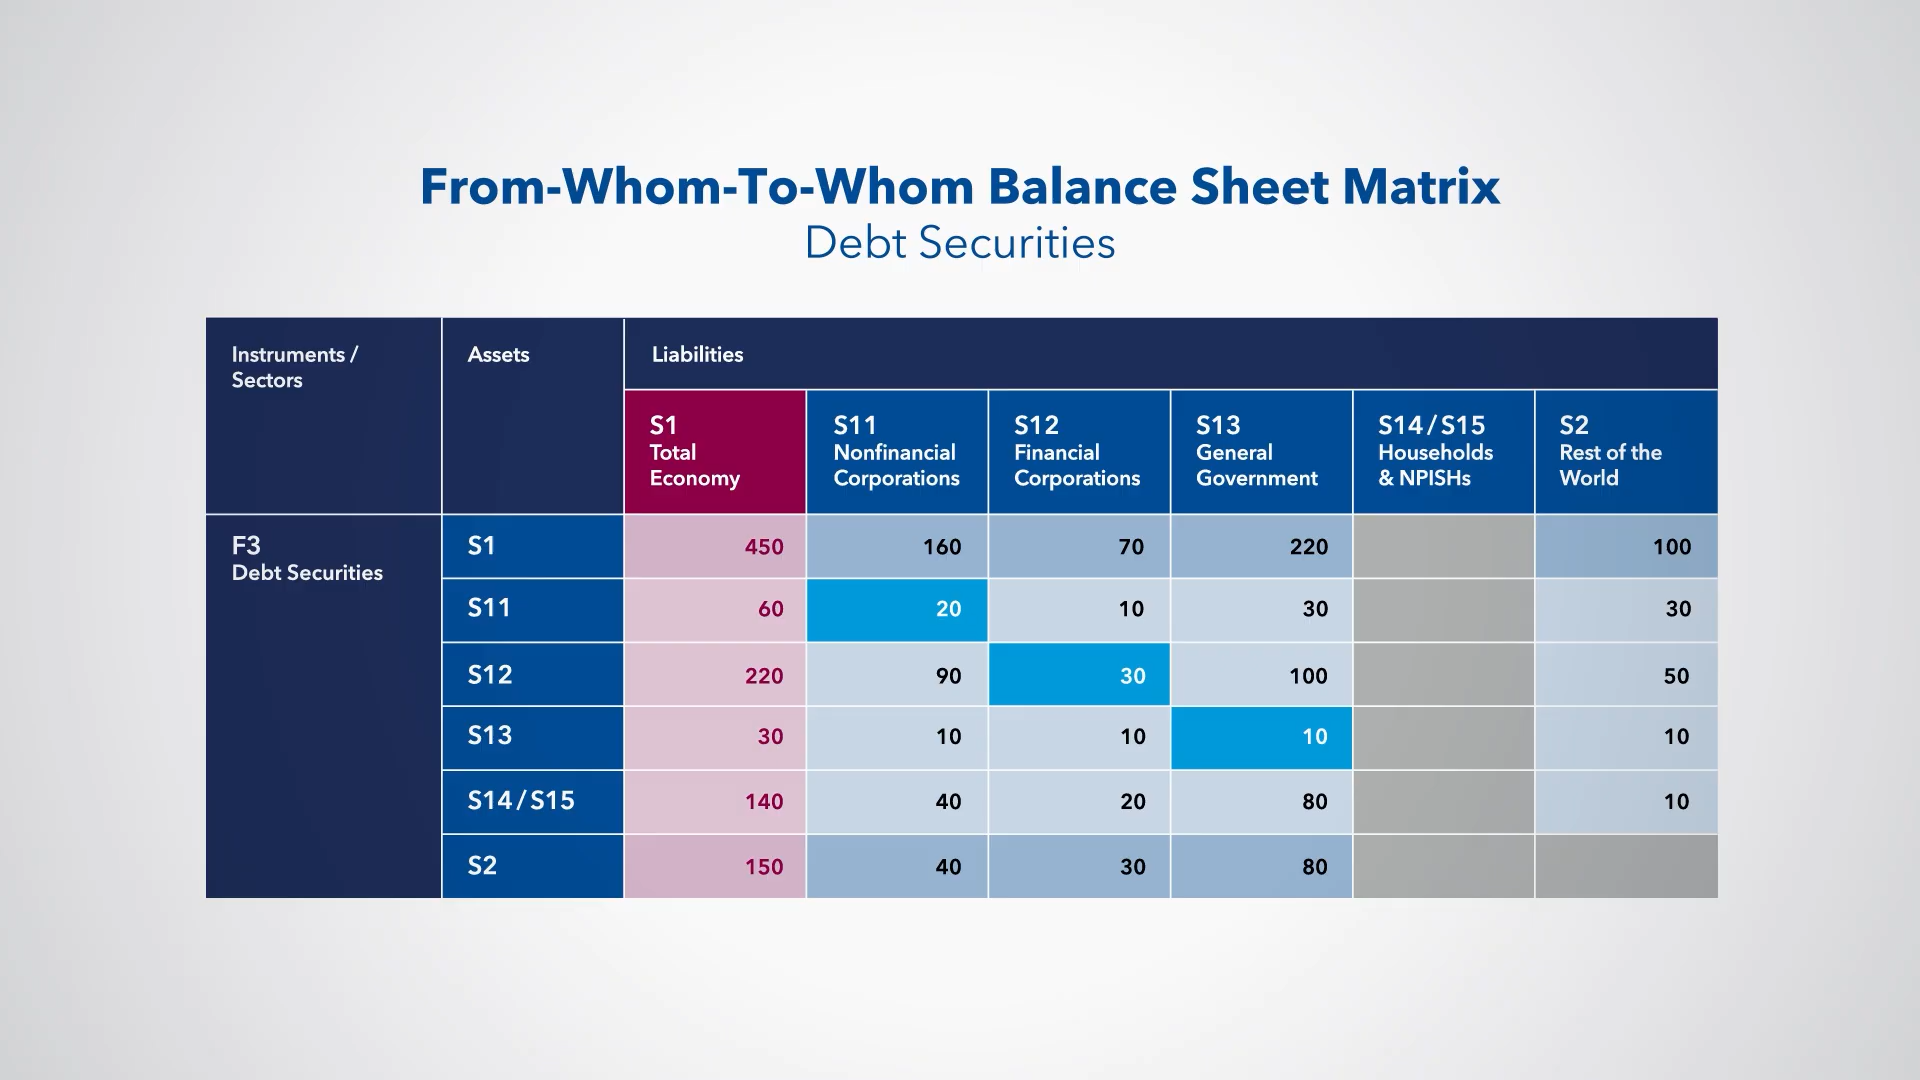 From-Whom-To-Whom Balance Sheet Matrix
Debt Securities
Instruments /
Sectors
Assets
Liabilities
S1
Total
Economy
S11
Nonfinancial
Corporations
S12
Financial
Corporations
S13
General
Government
S14/S15
Households
& NPISHs
S2
Rest of the
World
F3
Debt Securities
S1 450 160 70 220 100
S11 60 20 10 30 30
S12 220 90 30 100 50
S13 30 10 10 10 10
S14/S15 140 40 20 80 10
S2 150 40 30 80